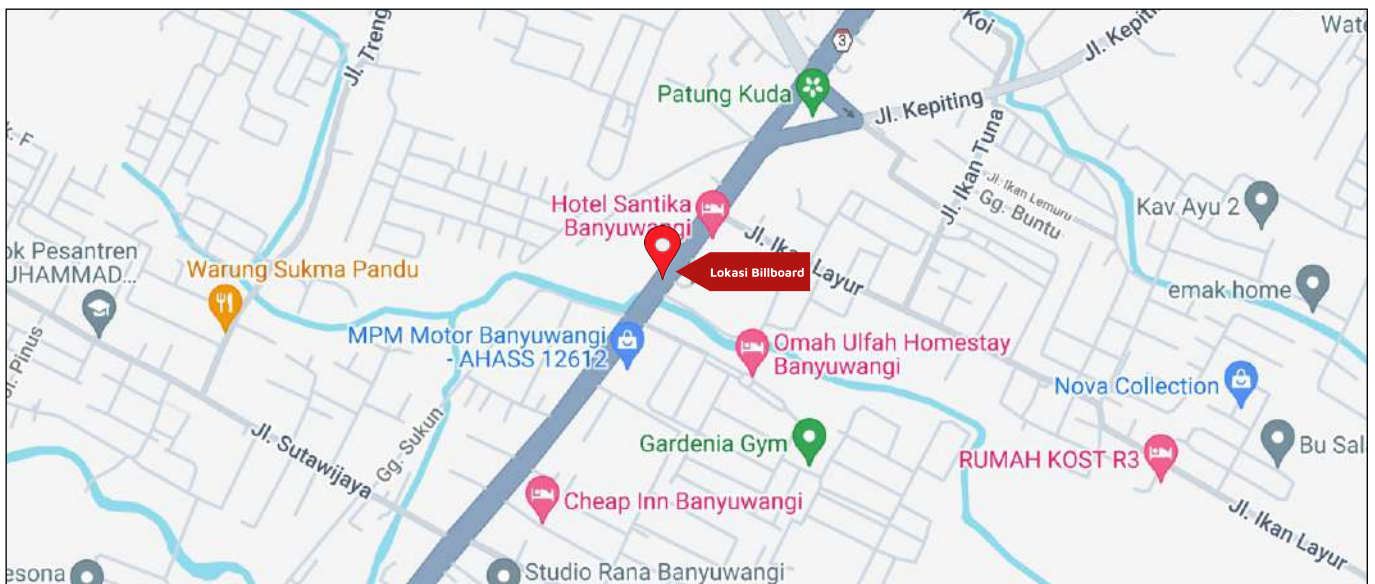 Koi
Jl. Kepiti
Wate
Jl. Treng
3
Patung Kuda
Jl. Kepiting
k. F
Jl. Ikan Tuna
Jl. Ikan Lemuru
Gg. Buntu
Kav Ayu 2
Hotel Santika
Banyuwangi
Jl. Ikan Layur
ok Pesantren
UHAMMAD...
Warung Sukma Pandu
Lokasi Billboard
emak home
MPM Motor Banyuwangi
- AHASS 12612
Omah Ulfah Homestay
Banyuwangi
Jl. Pinus
Nova Collection
Gg. Sukun
Jl. Sutawijaya
Gardenia Gym
Bu Sal
RUMAH KOST R3
Cheap Inn Banyuwangi
Jl. Ikan Layur
esona
Studio Rana Banyuwangi